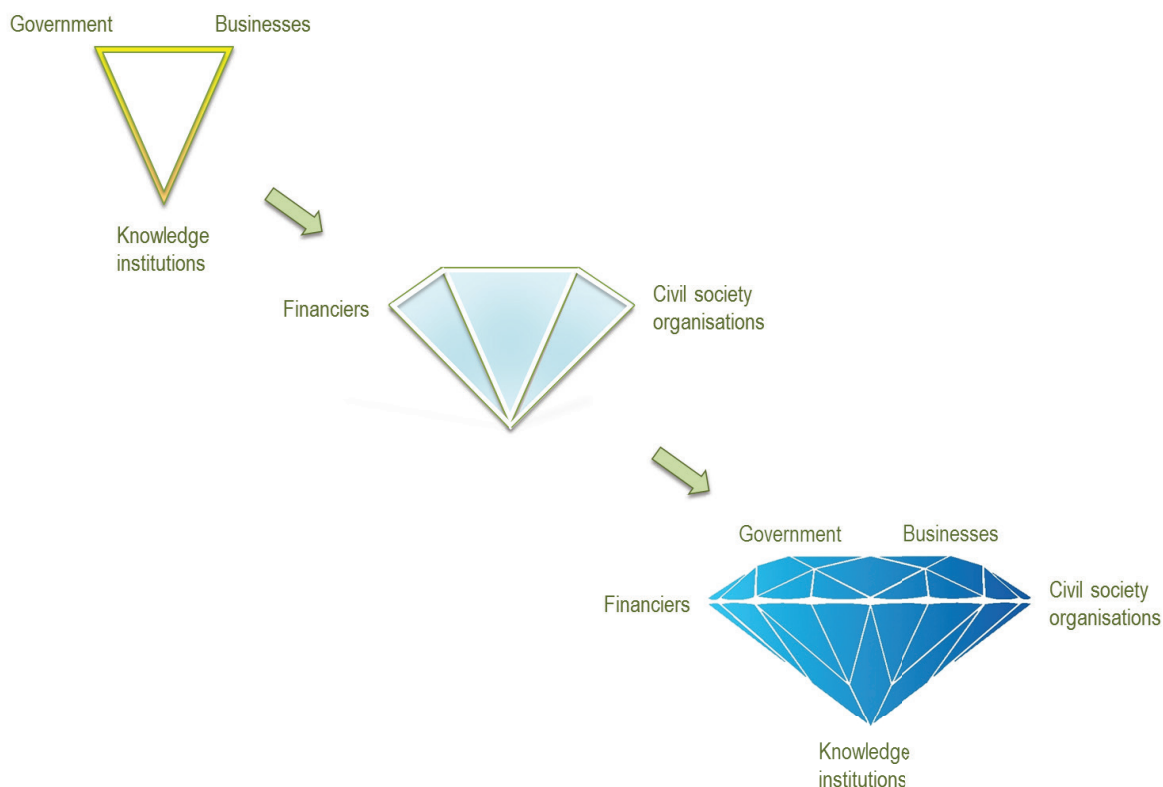 Government
Businesses
Knowledge
institutions
Financiers
Civil society
organisations
Government
Businesses
Financiers
Civil society
organisations
Knowledge
institutions